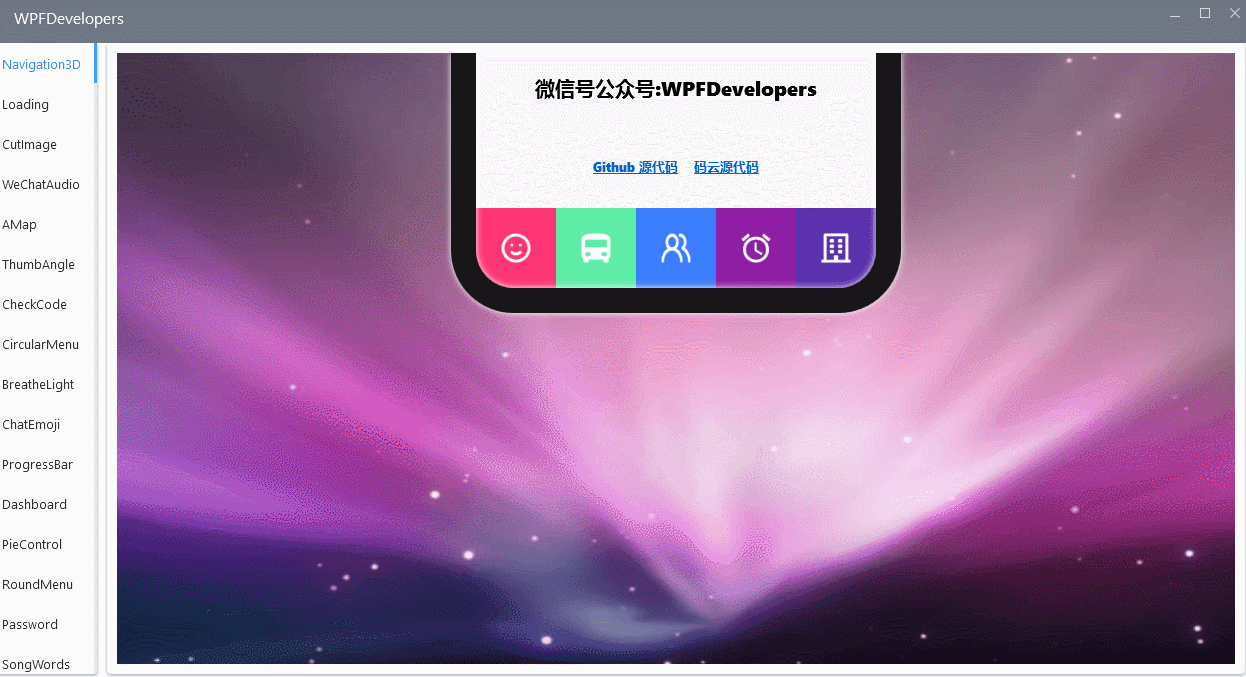 WPFDevelopers
Navigation3D
Loading
CutImage
WeChatAudio
AMap
ThumbAngle
CheckCode
CircularMenu
BreatheLight
ChatEmoji
ProgressBar
Dashboard
PieControl
RoundMenu
Password
SongWords
微信号公众号:WPFDevelopers
Github 源代码 码云源代码